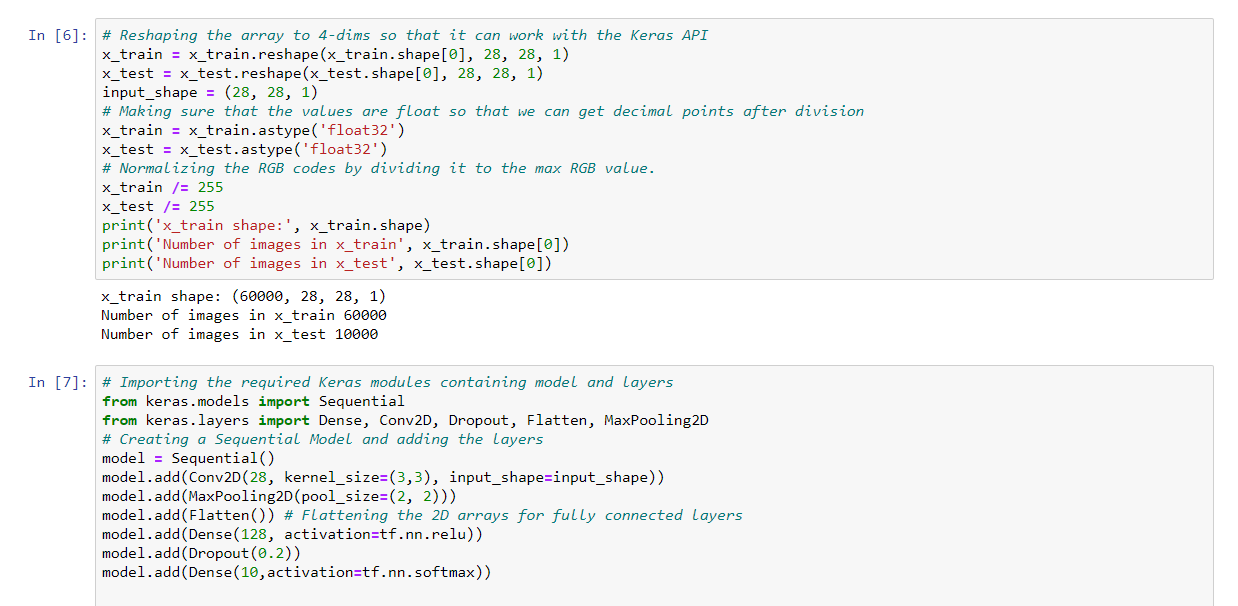 In [6]: # Reshaping the array to 4-dims so that it can work with the Keras API
x_train = x_train.reshape(x_train.shape[0], 28, 28, 1)
x_test = x_test.reshape(x_test.shape[0], 28, 28, 1)
input_shape = (28, 28, 1)
# Making sure that the values are float so that we can get decimal points after division
x_train = x_train.astype('float32')
x_test = x_test.astype('float32')
# Normalizing the RGB codes by dividing it to the max RGB value.
x_train /= 255
x_test /= 255
print('x_train shape:', x_train.shape)
print('Number of images in x_train', x_train.shape[0])
print('Number of images in x_test', x_test.shape[0])
x_train shape: (60000, 28, 28, 1)
Number of images in x_train 60000
Number of images in x_test 10000
In [7]: # Importing the required Keras modules containing model and layers
from keras.models import Sequential
from keras.layers import Dense, Conv2D, Dropout, Flatten, MaxPooling2D
# Creating a Sequential Model and adding the layers
model = Sequential()
model.add(Conv2D(28, kernel_size=(3,3), input_shape=input_shape))
model.add(MaxPooling2D(pool_size=(2, 2)))
model.add(Flatten()) # Flattening the 2D arrays for fully connected layers
model.add(Dense(128, activation=tf.nn.relu))
model.add(Dropout(0.2))
model.add(Dense(10,activation=tf.nn.softmax))